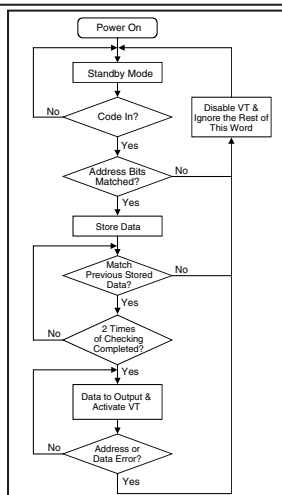 Power On
Standby Mode
No
Code In?
Disable VT &
Ignore the Rest of
This Word
Yes
Address Bits
Matched?
No
Yes
Store Data
Match
Previous Stored
Data?
No
Yes
2 Times
of Checking
Completed?
No
Yes
Data to Output &
Activate VT
Address or
Data Error?
No
Yes